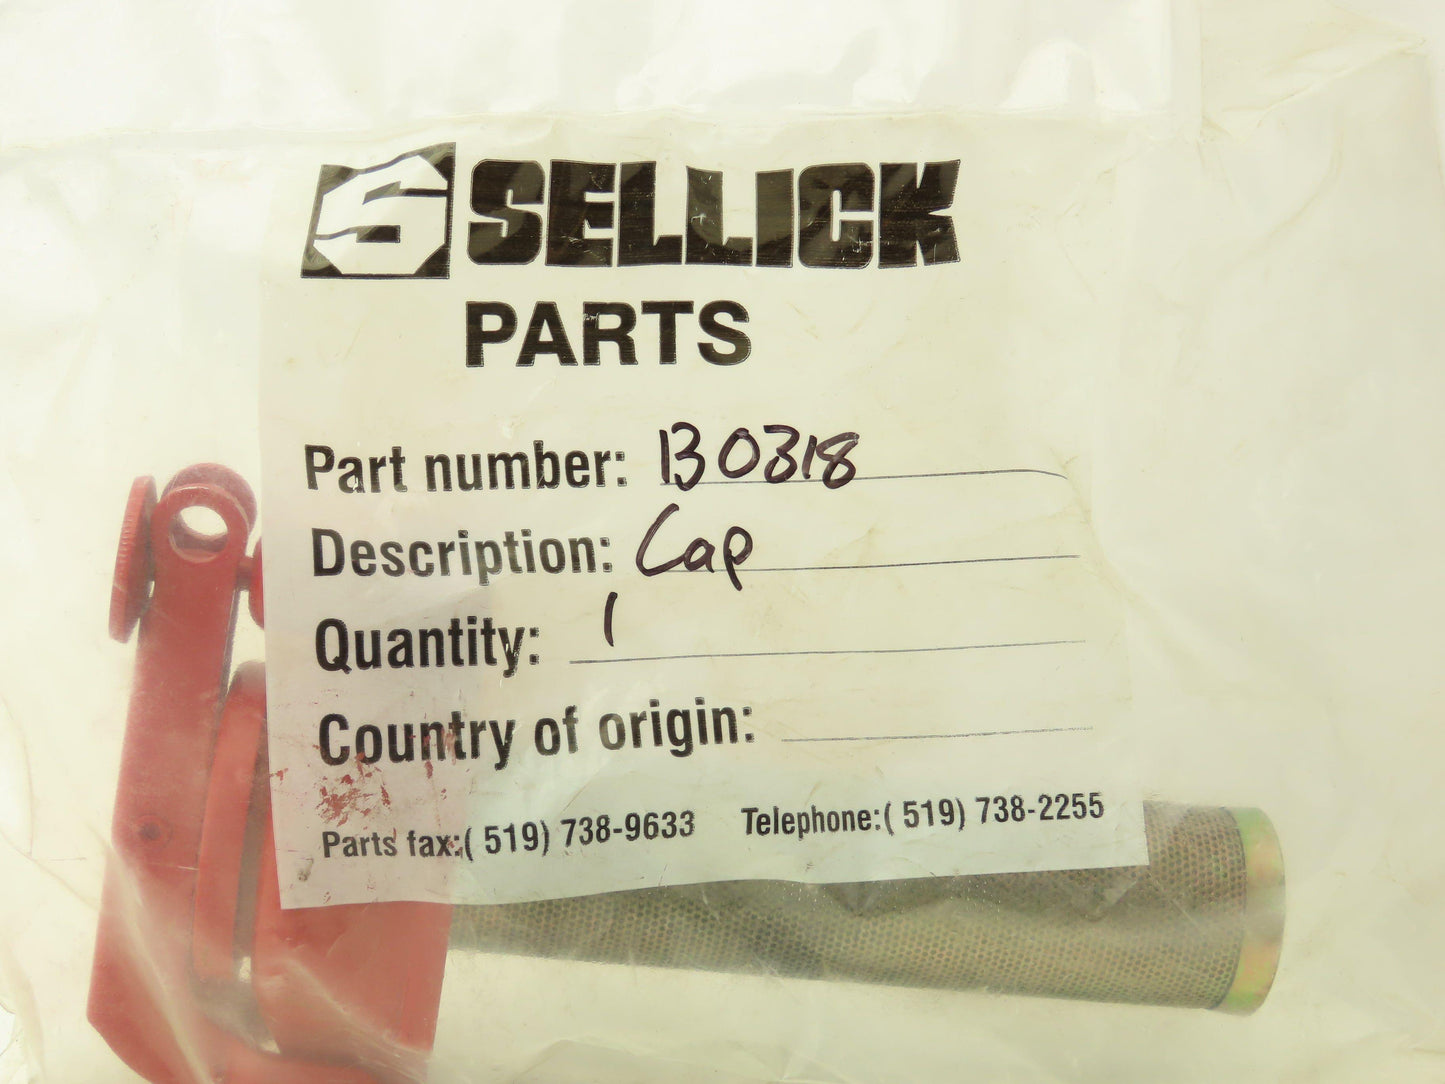 S SELLICK
PARTS
Part number: 130318
Description: Cap
Quantity: 1
Country of origin:
Parts fax:( 519) 738-9633 Telephone:( 519) 738-2255